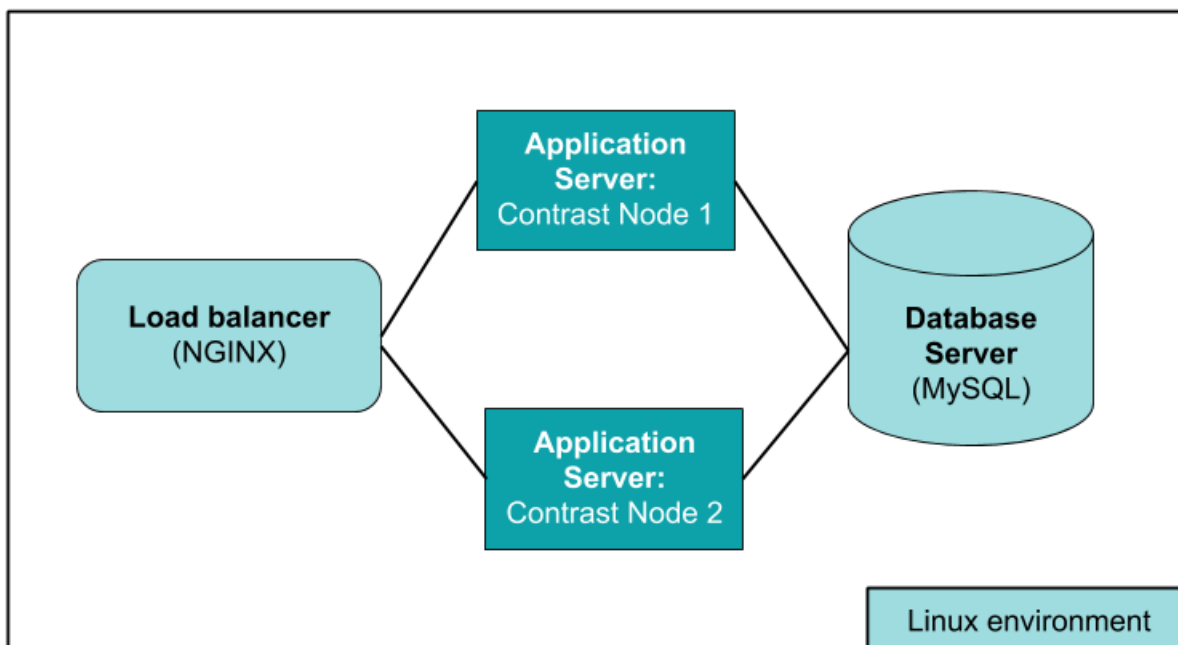 Application
Server:
Contrast Node 1
Load balancer
(NGINX)
Database
Server
(MySQL)
Application
Server:
Contrast Node 2
Linux environment